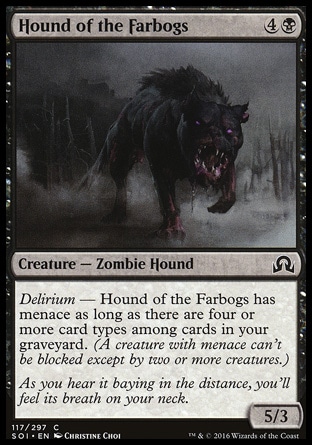 Hound of the Farbogs 4
Creature — Zombie Hound
Delirium — Hound of the Farbogs has
menace as long as there are four or
more card types among cards in your
graveyard. (A creature with menace can't
be blocked except by two or more creatures.)
As you hear it baying in the distance, you'll
feel its breath on your neck.
5/3
117/297 C
SOI • EN Christine Choi
™ & © 2016 Wizards of the Coast